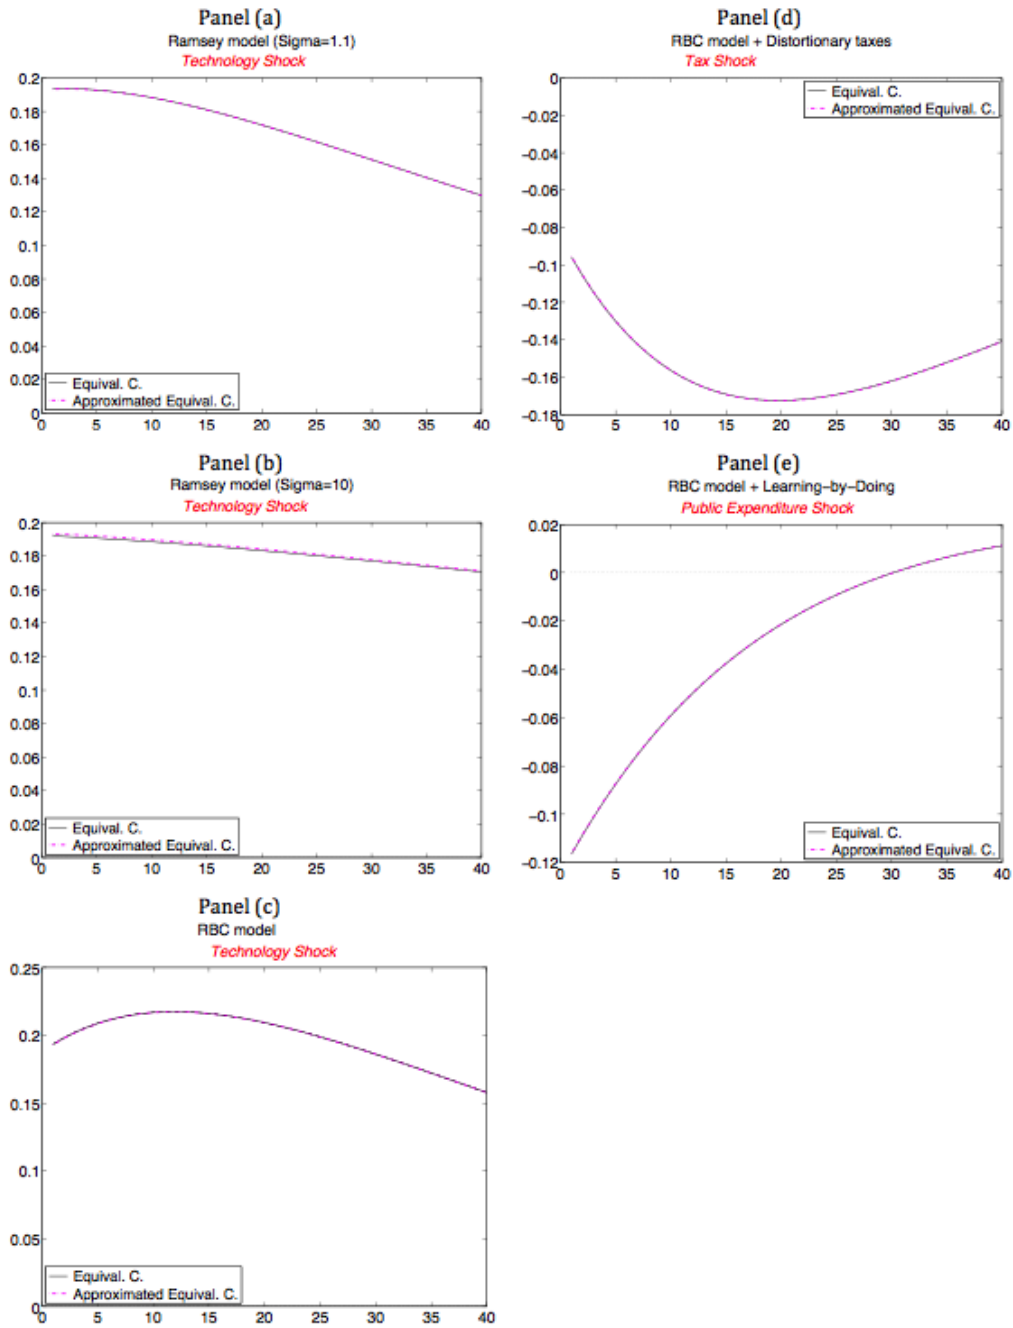 Panel (a)
Ramsey model (Sigma=1.1)
Technology Shock
0.2
0.18
0.16
0.14
0.12
0.1
0.08
0.06
0.04
0.02
0
0 5 10 15 20 25 30 35 40
Equival. C.
Approximated Equival. C.
Panel (d)
RBC model + Distortionary taxes
Tax Shock
0
−0.02
−0.04
−0.06
−0.08
−0.1
−0.12
−0.14
−0.16
−0.18
0 5 10 15 20 25 30 35 40
Equival. C.
Approximated Equival. C.
Panel (b)
Ramsey model (Sigma=10)
Technology Shock
0.2
0.18
0.16
0.14
0.12
0.1
0.08
0.06
0.04
0.02
0
0 5 10 15 20 25 30 35 40
Equival. C.
Approximated Equival. C.
Panel (e)
RBC model + Learning−by−Doing
Public Expenditure Shock
0.02
0
−0.02
−0.04
−0.06
−0.08
−0.1
−0.12
0 5 10 15 20 25 30 35 40
Equival. C.
Approximated Equival. C.
Panel (c)
RBC model
Technology Shock
0.25
0.2
0.15
0.1
0.05
0
0 5 10 15 20 25 30 35 40
Equival. C.
Approximated Equival. C.